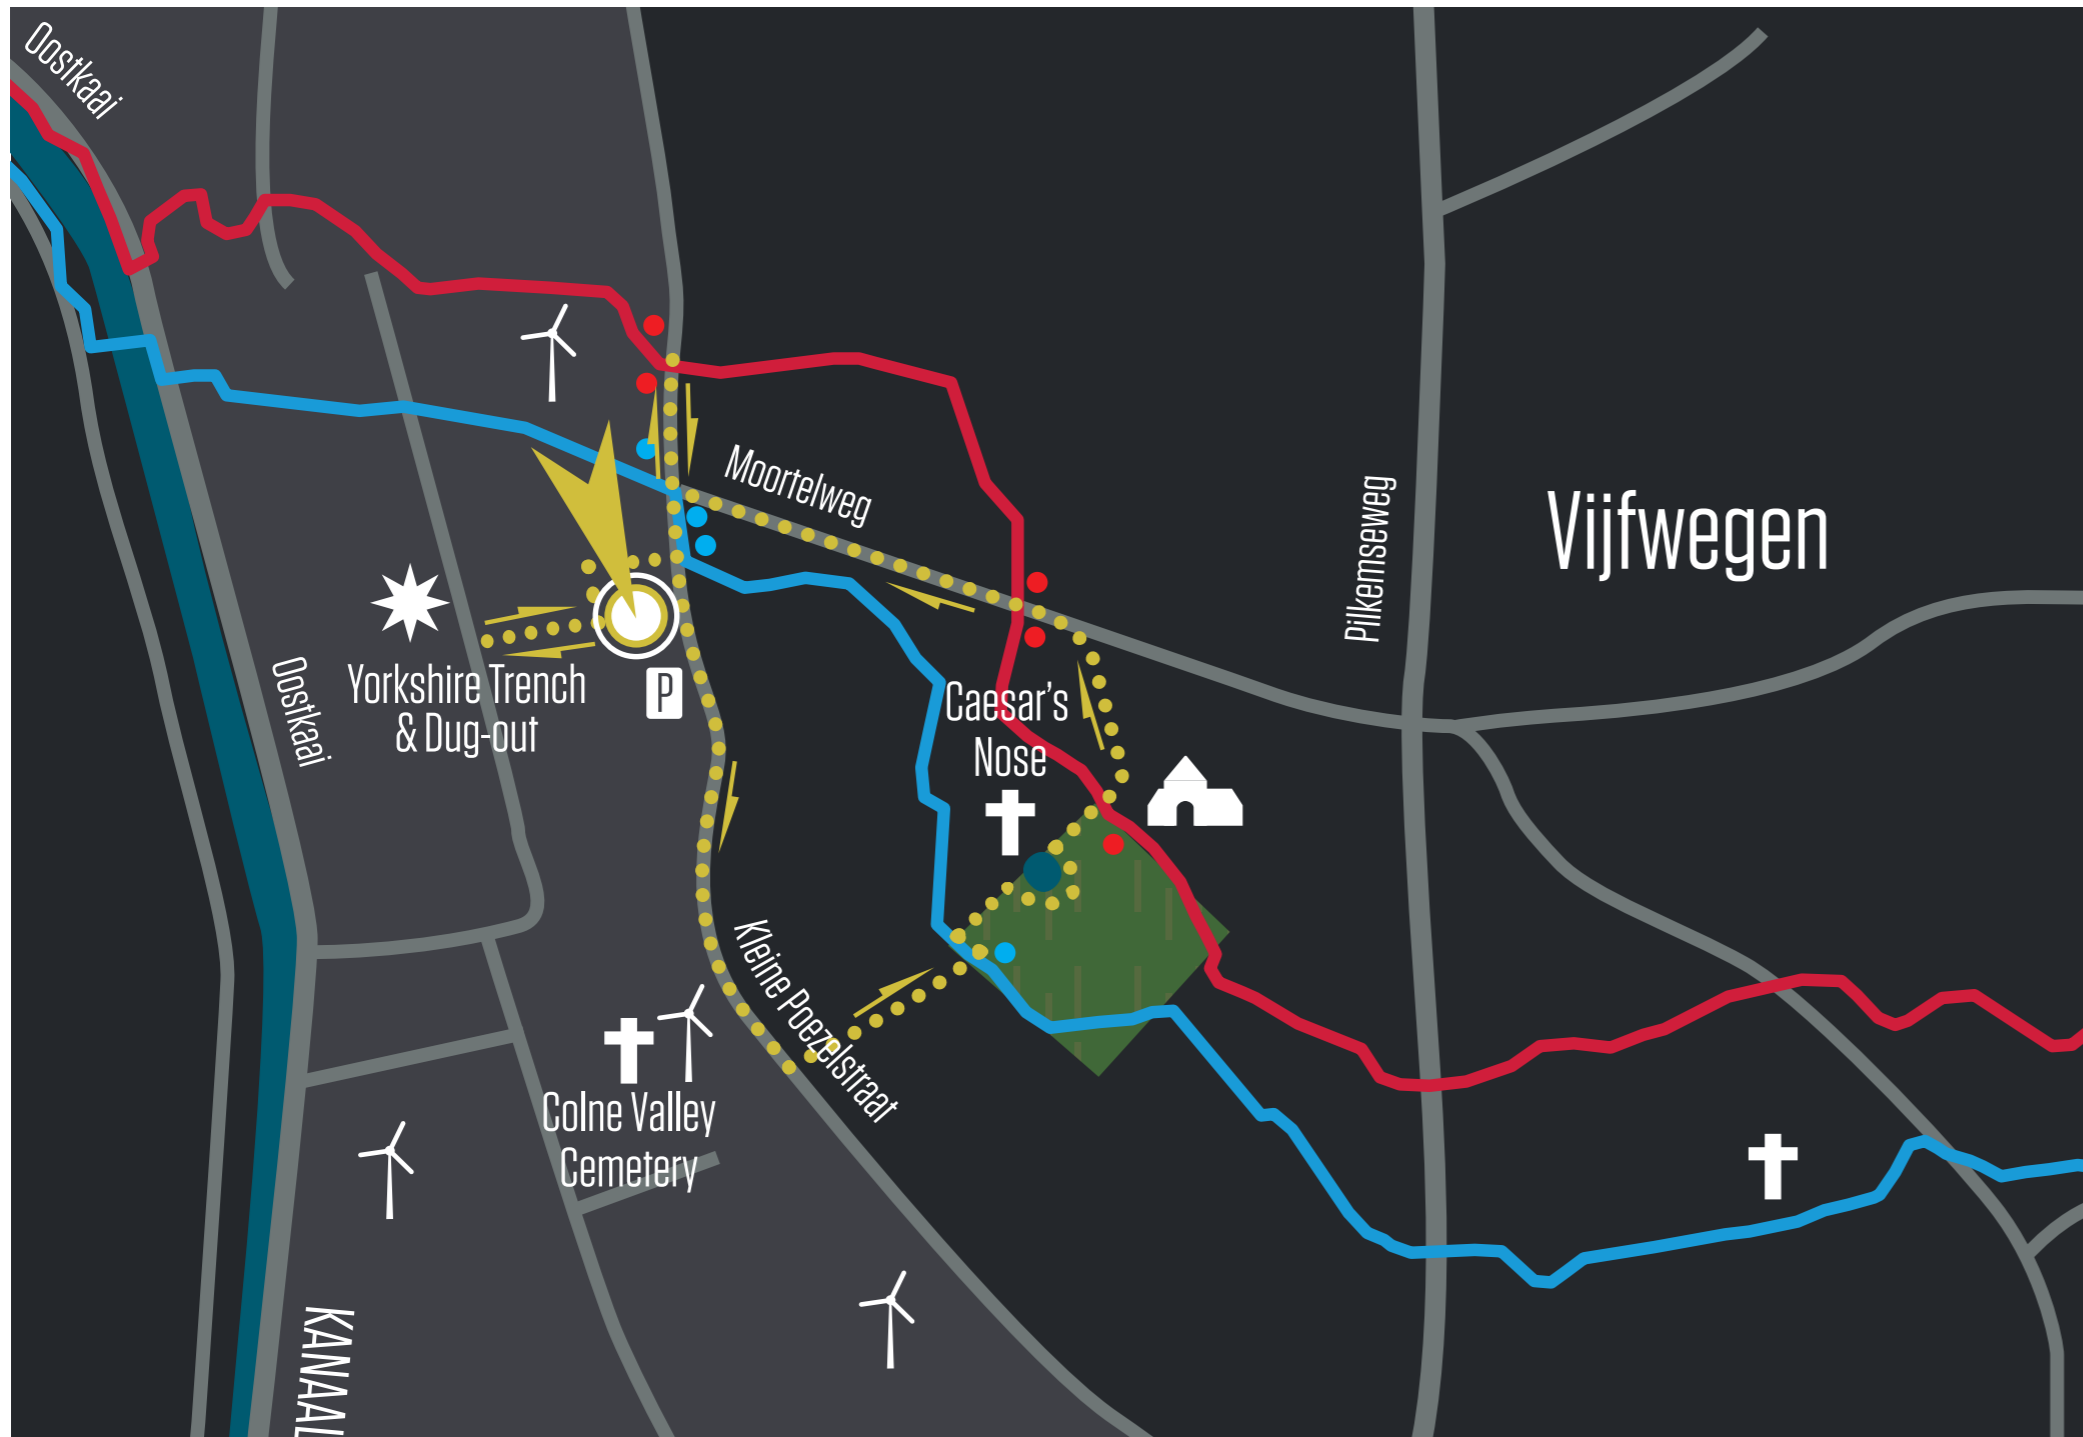 Oostkaai
Moortelweg
Pilkemseweg
Vijfwegen
Yorkshire Trench
& Dug-out
P
Oostkaai
Caesar's
Nose
Kleine Poezelstraat
Colne Valley
Cemetery
KANAAL